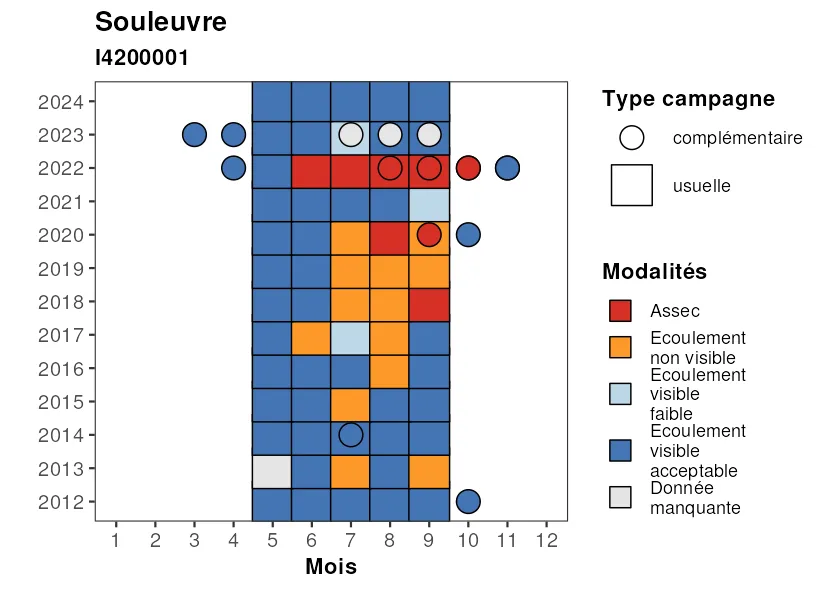 Souleuvre
I4200001
2024
2023
2022
2021
2020
2019
2018
2017
2016
2015
2014
2013
2012
1 2 3 4 5 6 7 8 9 10 11 12
Mois
Type campagne
complémentaire
usuelle
Modalités
Assec
Ecoulement
non visible
Ecoulement
visible
faible
Ecoulement
visible
acceptable
Donnée
manquante